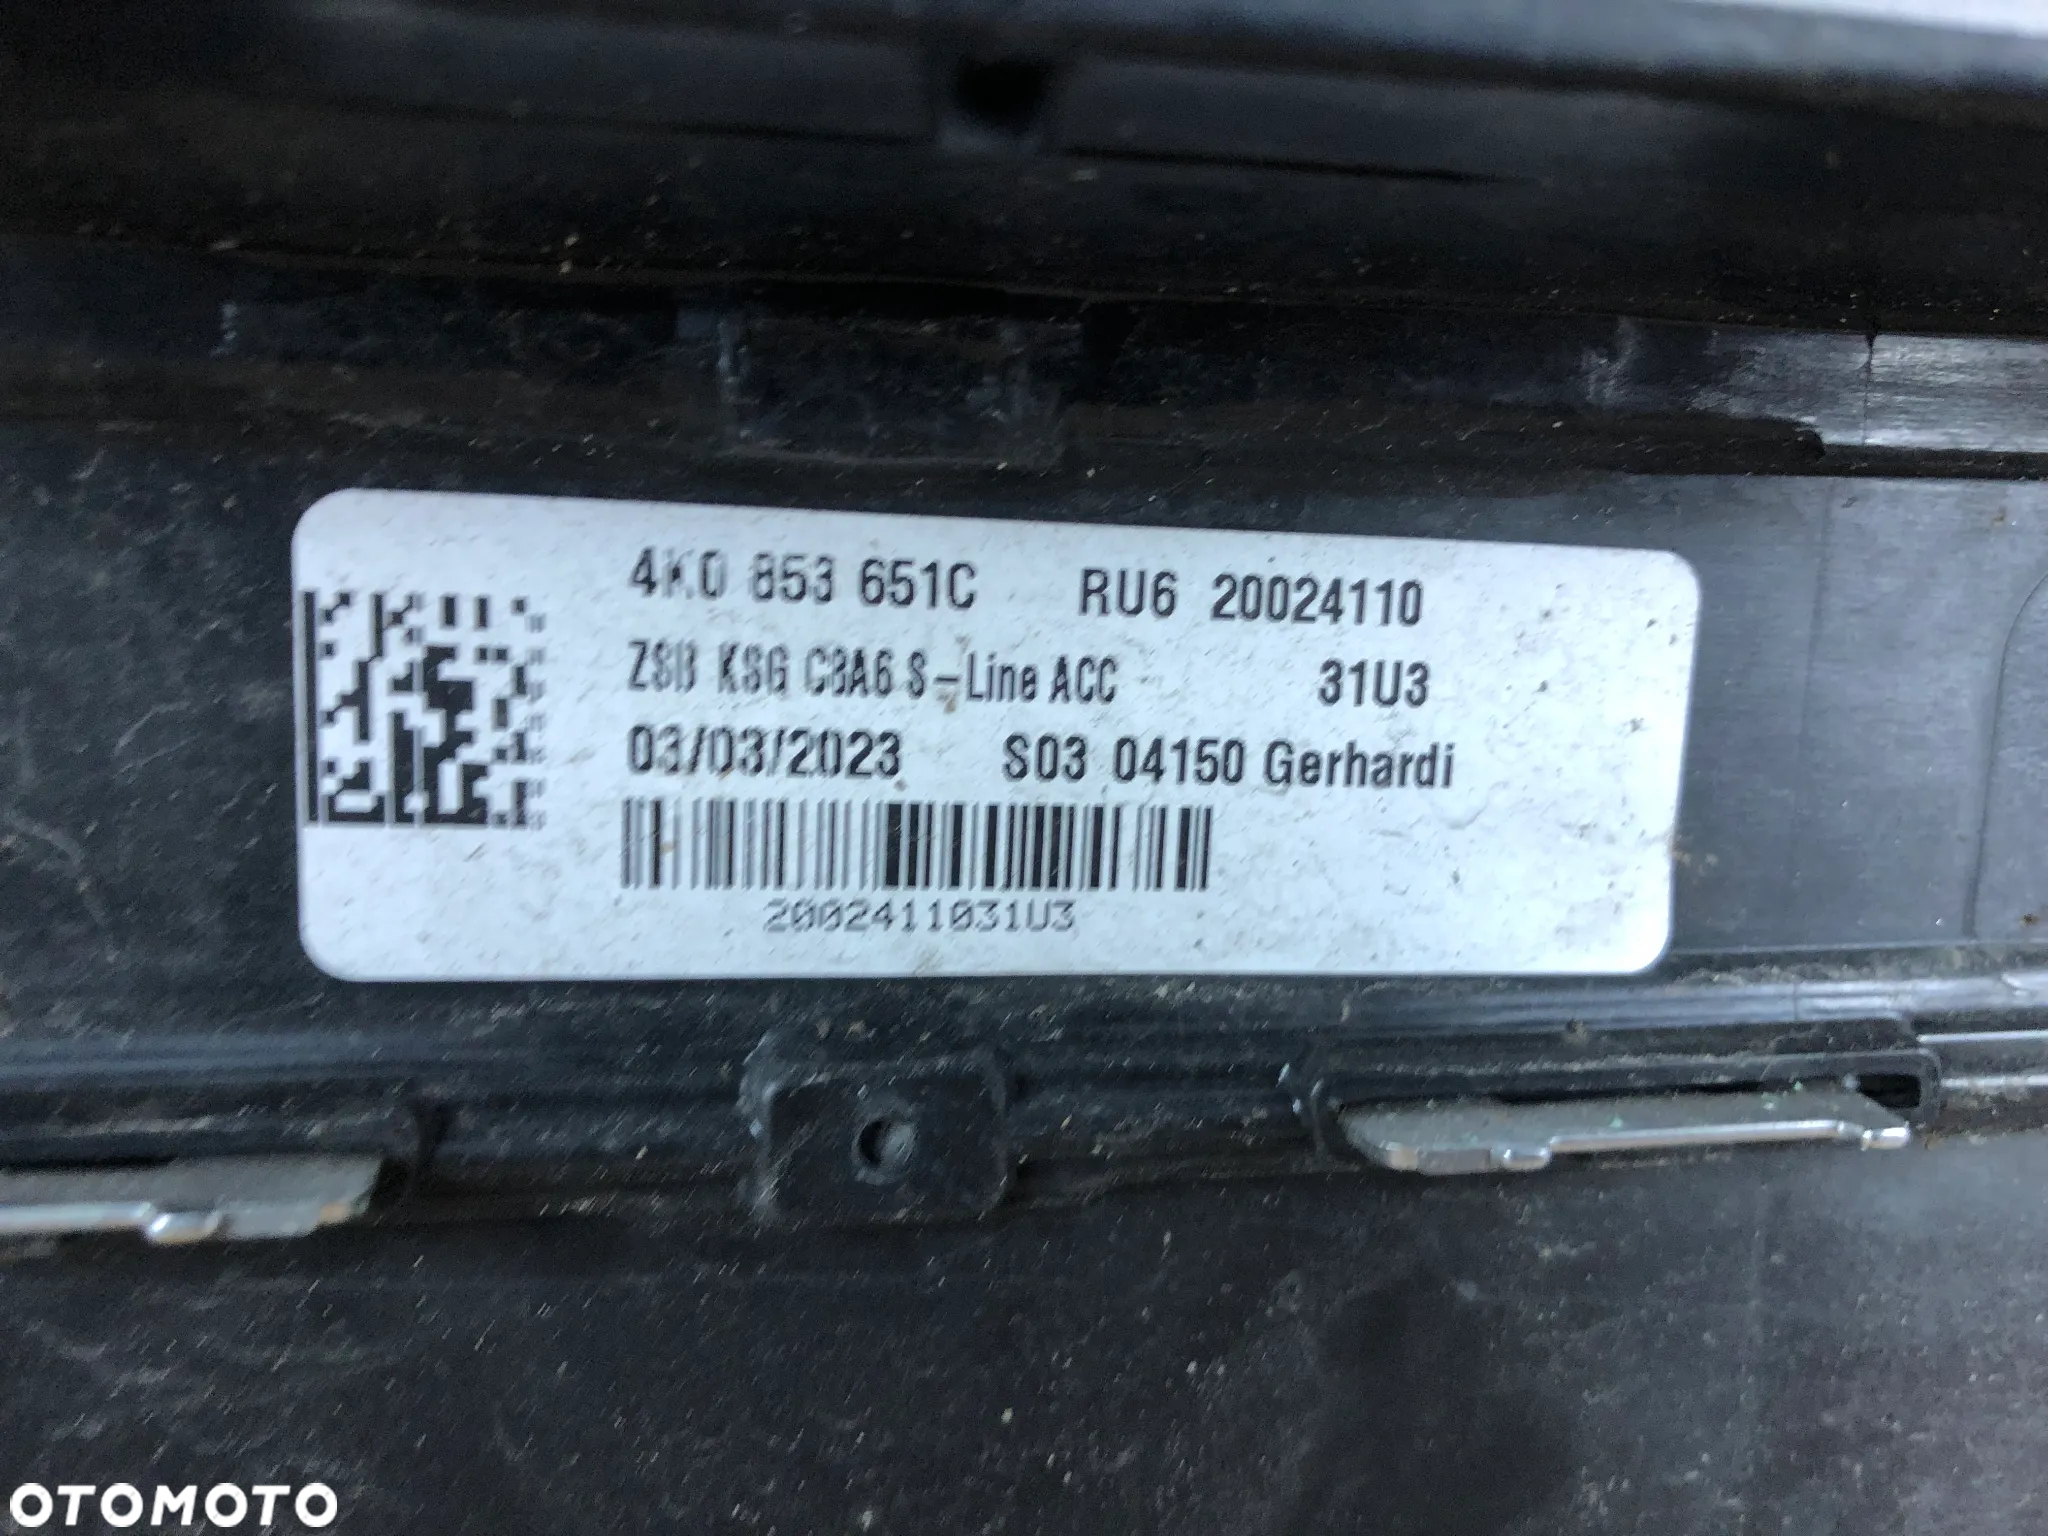 4K0 853 651C RU6 20024110
ZSB KSG C8A6 S-Line ACC 31U3
03/03/2023 S03 04150 Gerhardi
2002411031U3
OTOMOTO